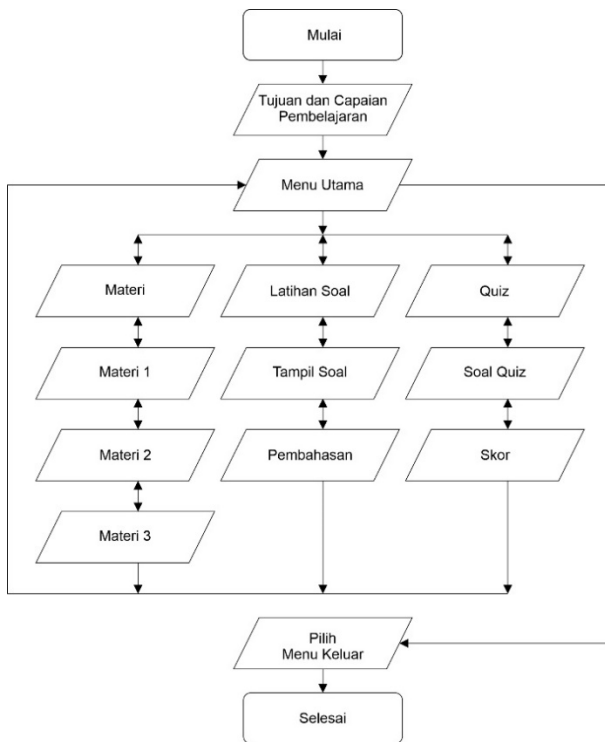 Mulai
Tujuan dan Capaian
Pembelajaran
Menu Utama
Materi
Latihan Soal
Quiz
Materi 1
Tampil Soal
Soal Quiz
Materi 2
Pembahasan
Skor
Materi 3
Pilih
Menu Keluar
Selesai